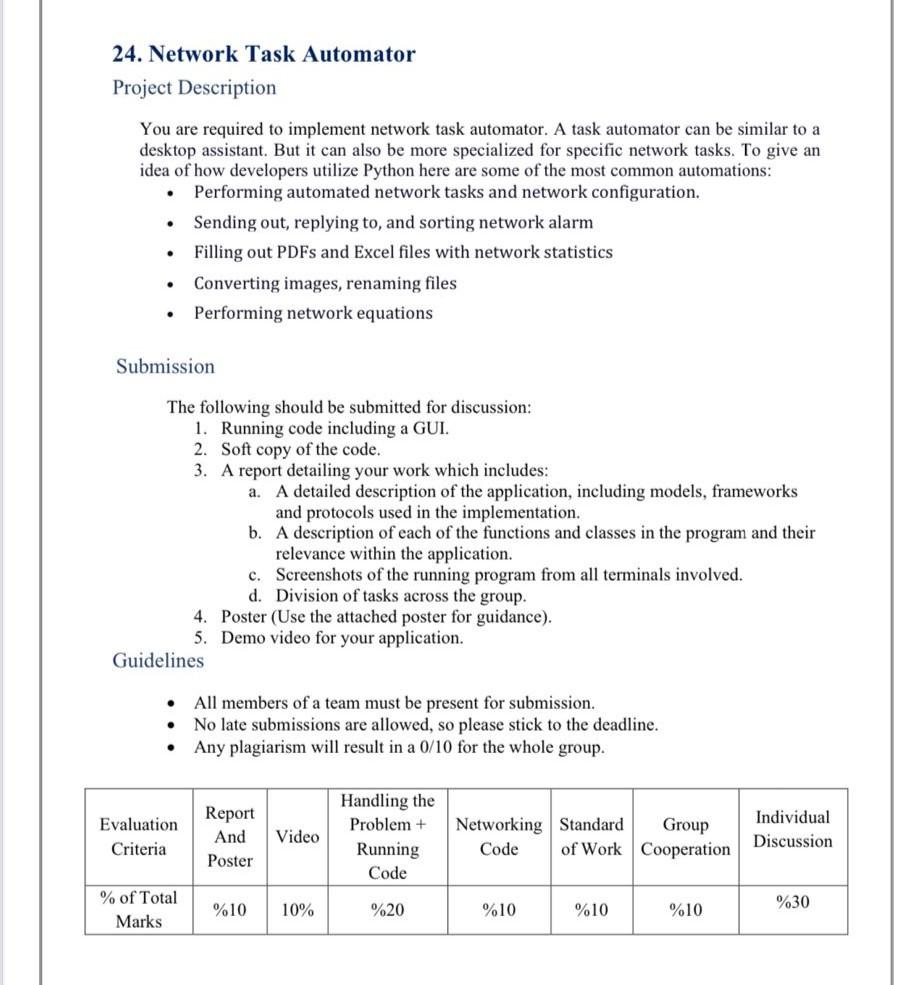 24. Network Task Automator
Project Description
You are required to implement network task automator. A task automator can be similar to a
desktop assistant. But it can also be more specialized for specific network tasks. To give an
idea of how developers utilize Python here are some of the most common automations:
• Performing automated network tasks and network configuration.
• Sending out, replying to, and sorting network alarm
• Filling out PDFs and Excel files with network statistics
• Converting images, renaming files
• Performing network equations
Submission
The following should be submitted for discussion:
1. Running code including a GUI.
2. Soft copy of the code.
3. A report detailing your work which includes:
a. A detailed description of the application, including models, frameworks
and protocols used in the implementation.
b. A description of each of the functions and classes in the program and their
relevance within the application.
c. Screenshots of the running program from all terminals involved.
d. Division of tasks across the group.
4. Poster (Use the attached poster for guidance).
5. Demo video for your application.
Guidelines
• All members of a team must be present for submission.
• No late submissions are allowed, so please stick to the deadline.
• Any plagiarism will result in a 0/10 for the whole group.
Evaluation
Criteria
Report
And
Poster
Video
Handling the
Problem +
Running
Code
Networking
Code
Standard
of Work
Group
Cooperation
Individual
Discussion
% of Total
Marks
%10
10%
%20
%10
%10
%10
%30